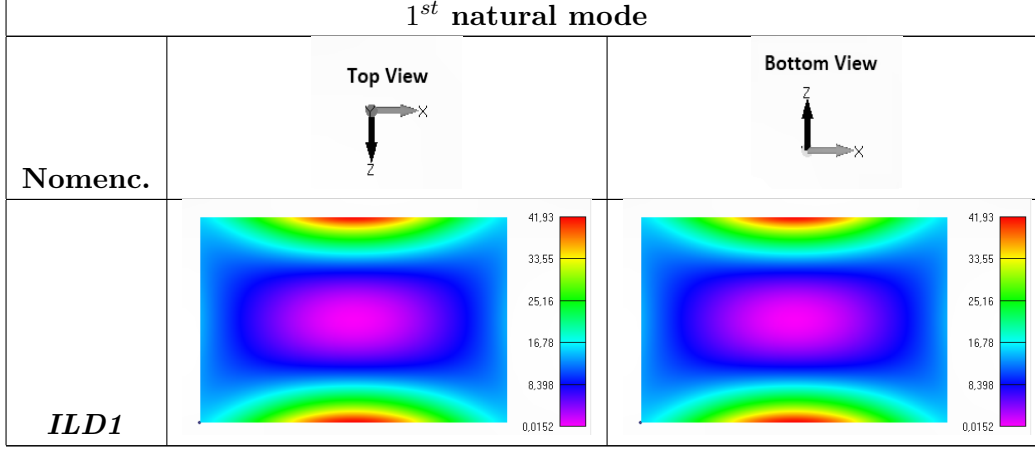 1st natural mode
Nomenc.
Top View
Y X
Z
Bottom View
Z
X
ILD1
41,93
33,55
25,16
16,78
8,398
0,0152
41,93
33,55
25,16
16,78
8,398
0,0152